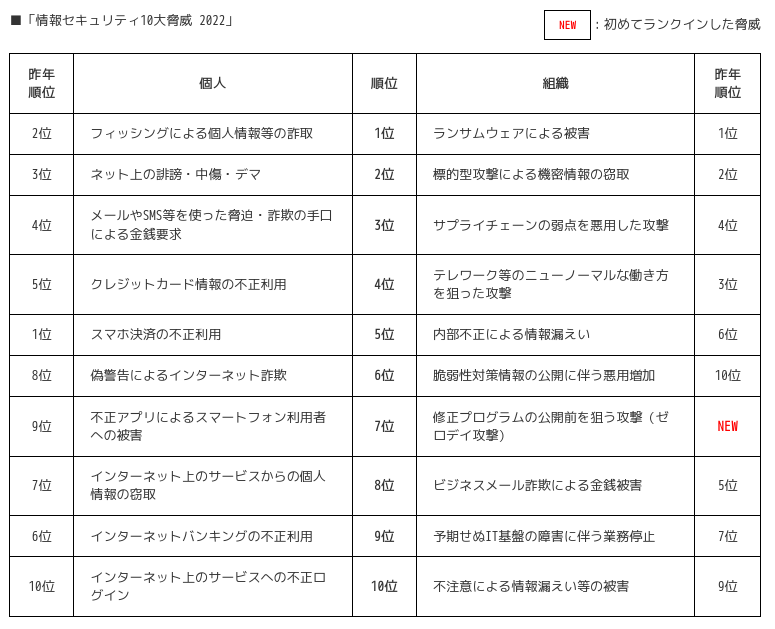 ■「情報セキュリティ10大脅威 2022」
NEW：初めてランクインした脅威
昨年
順位
個人
順位
組織
昨年
順位
2位
フィッシングによる個人情報等の詐取
1位
ランサムウェアによる被害
1位
3位
ネット上の誹謗・中傷・デマ
2位
標的型攻撃による機密情報の窃取
2位
4位
メールやSMS等を使った脅迫・詐欺の手口
による金銭要求
3位
サプライチェーンの弱点を悪用した攻撃
4位
5位
クレジットカード情報の不正利用
4位
テレワーク等のニューノーマルな働き方
を狙った攻撃
3位
1位
スマホ決済の不正利用
5位
内部不正による情報漏えい
6位
8位
偽警告によるインターネット詐欺
6位
脆弱性対策情報の公開に伴う悪用増加
10位
9位
不正アプリによるスマートフォン利用者
への被害
7位
修正プログラムの公開前を狙う攻撃（ゼ
ロデイ攻撃）
NEW
7位
インターネット上のサービスからの個人
情報の窃取
8位
ビジネスメール詐欺による金銭被害
5位
6位
インターネットバンキングの不正利用
9位
予期せぬIT基盤の障害に伴う業務停止
7位
10位
インターネット上のサービスへの不正ロ
グイン
10位
不注意による情報漏えい等の被害
9位